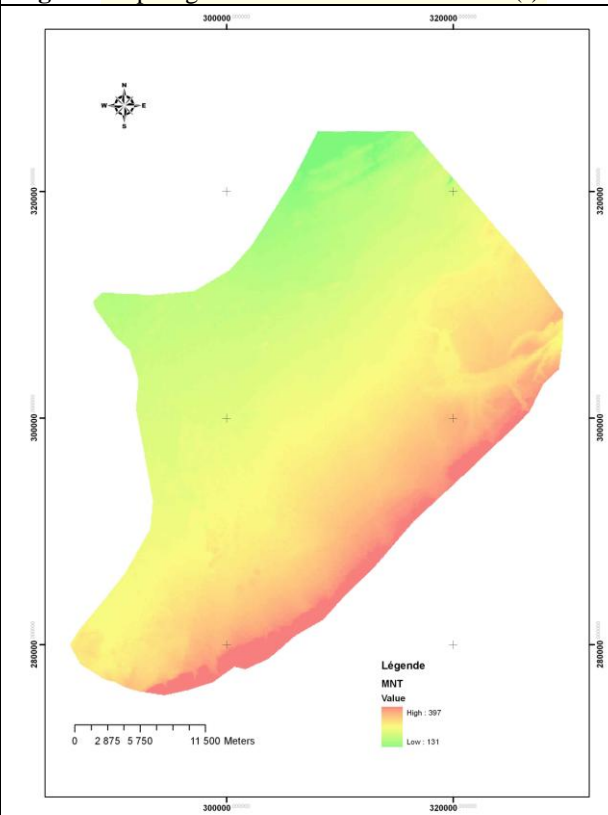 300000 320000
N
W E
S
320000 320000
300000 300000
280000 280000
Légende
MNT
Value
High : 397
Low : 131
0 2 875 5 750 11 500 Meters
300000 320000